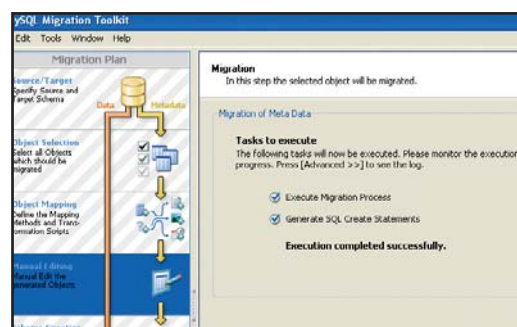 ySQL Migration Toolkit
Edit Tools Window Help
Migration Plan
Source/Target
Specify Source and
Target Schema
Data
Metadata
Object Selection
Select all Objects
which should be
migrated
Object Mapping
Define the Mapping
Methods and Trans-
formation Scripts
Manual Editing
Manual Edit the
generated Objects
Migration
In this step the selected object will be migrated.
Migration of Meta Data
Tasks to execute
The following tasks will now be executed. Please monitor the execution
progress. Press [Advanced >>] to see the log.
Execute Migration Process
Generate SQL Create Statements
Execution completed successfully.